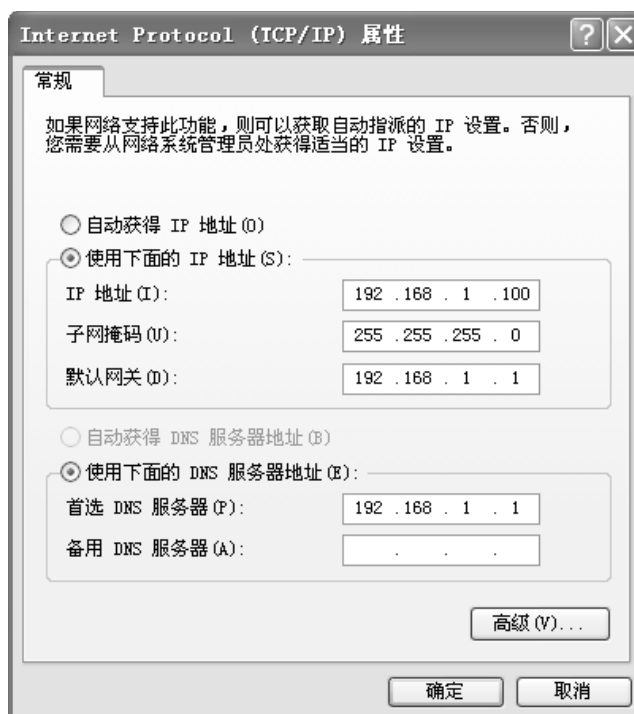 Internet Protocol (TCP/IP) 属性
常规
如果网络支持此功能，则可以获取自动指派的 IP 设置。否则，
您需要从网络系统管理员处获得适当的 IP 设置。
自动获得 IP 地址(O)
使用下面的 IP 地址(S):
IP 地址(I): 192 .168 . 1 .100
子网掩码(U): 255 .255 .255 . 0
默认网关(D): 192 .168 . 1 . 1
自动获得 DNS 服务器地址(B)
使用下面的 DNS 服务器地址(E):
首选 DNS 服务器(P): 192 .168 . 1 . 1
备用 DNS 服务器(A): . . .
高级(V)...
确定 取消